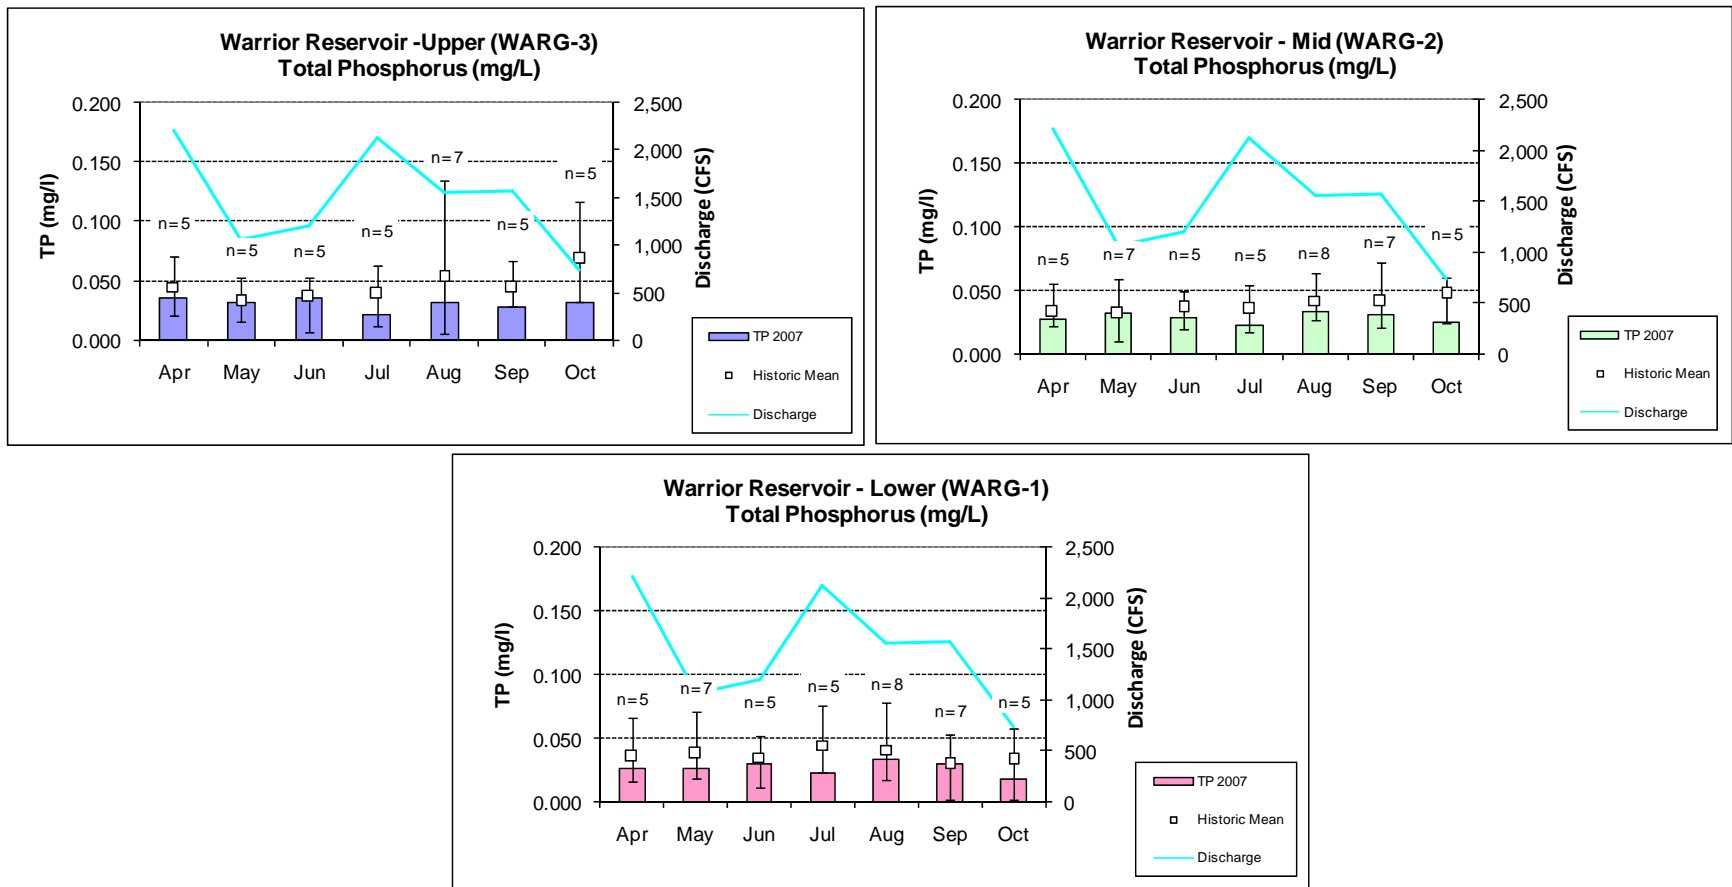 Warrior Reservoir -Upper (WARG-3)
Total Phosphorus (mg/L)
TP (mg/l)
0.200
0.150
0.100
0.050
0.000
n=5
n=5
n=5
n=5
n=7
n=5
n=5
2,500
2,000
1,500
1,000
500
0
Discharge (CFS)
Apr May Jun Jul Aug Sep Oct
TP 2007
Historic Mean
Discharge
Warrior Reservoir - Mid (WARG-2)
Total Phosphorus (mg/L)
TP (mg/l)
0.200
0.150
0.100
0.050
0.000
n=5
n=7
n=5
n=5
n=8
n=7
n=5
2,500
2,000
1,500
1,000
500
0
Discharge (CFS)
Apr May Jun Jul Aug Sep Oct
TP 2007
Historic Mean
Discharge
Warrior Reservoir - Lower (WARG-1)
Total Phosphorus (mg/L)
TP (mg/l)
0.200
0.150
0.100
0.050
0.000
n=5
n=7
n=5
n=5
n=8
n=7
n=5
2,500
2,000
1,500
1,000
500
0
Discharge (CFS)
Apr May Jun Jul Aug Sep Oct
TP 2007
Historic Mean
Discharge